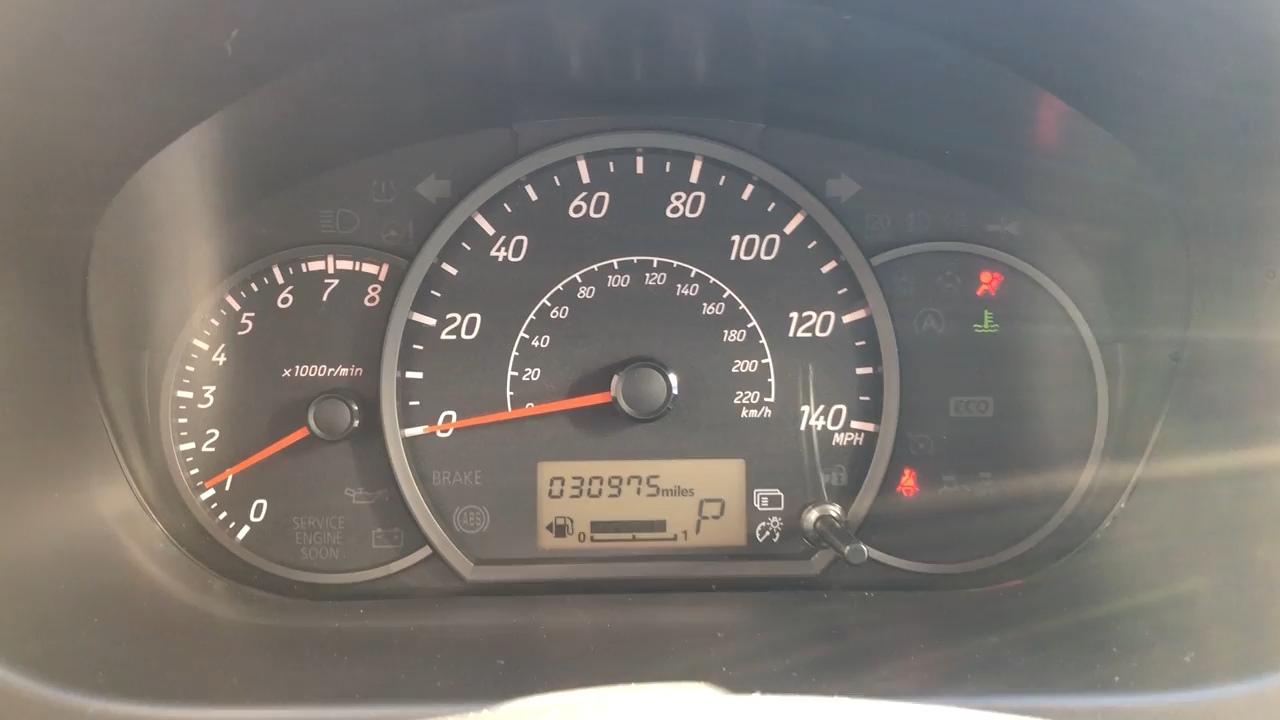 60 80
40 100
20 120
0 140
MPH
0 20 40 60 80 100 120 140 160 180 200 220
km/h
8
7
6
5
4
3
2
1
0
x1000r/min
BRAKE
ABS
SERVICE
ENGINE
SOON
030975miles
0 1 P
A
ECO